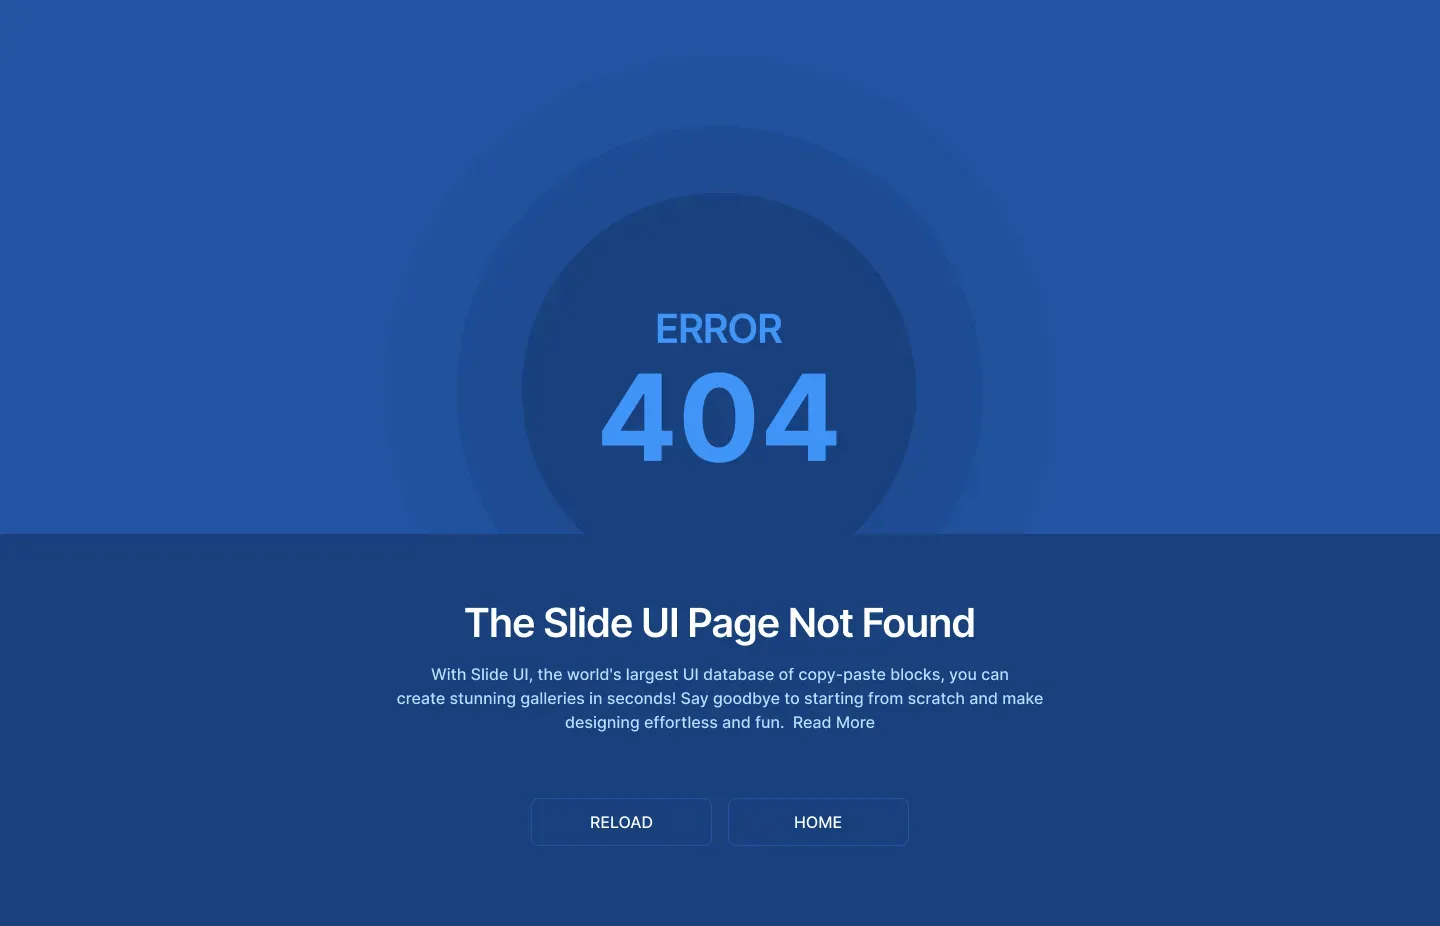 ERROR
404
The Slide UI Page Not Found
With Slide UI, the world's largest UI database of copy-paste blocks, you can
create stunning galleries in seconds! Say goodbye to starting from scratch and make
designing effortless and fun.  Read More
RELOAD
HOME